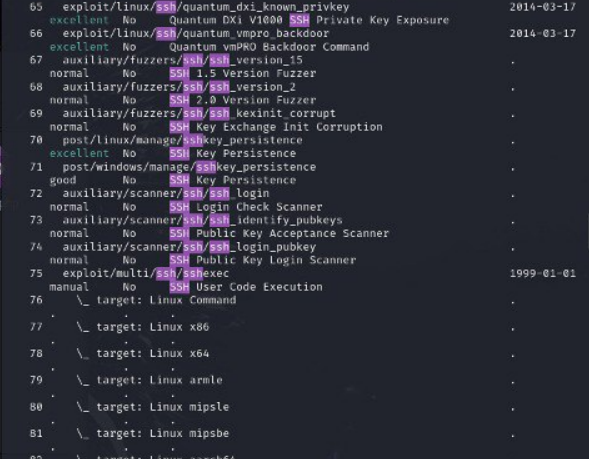 65 exploit/linux/ssh/quantum_dxi_known_privkey 2014-03-17
excellent No Quantum DXi V1000 SSH Private Key Exposure
66 exploit/linux/ssh/quantum_vmpro_backdoor 2014-03-17
excellent No Quantum vmPRO Backdoor Command
67 auxiliary/fuzzers/ssh/ssh_version_15 .
normal No SSH 1.5 Version Fuzzer
68 auxiliary/fuzzers/ssh/ssh_version_2 .
normal No SSH 2.0 Version Fuzzer
69 auxiliary/fuzzers/ssh/ssh_kexinit_corrupt .
normal No SSH Key Exchange Init Corruption
70 post/linux/manage/sshkey_persistence .
excellent No SSH Key Persistence
71 post/windows/manage/sshkey_persistence .
good No SSH Key Persistence
72 auxiliary/scanner/ssh/ssh_login .
normal No SSH Login Check Scanner
73 auxiliary/scanner/ssh/ssh_identify_pubkeys .
normal No SSH Public Key Acceptance Scanner
74 auxiliary/scanner/ssh/ssh_login_pubkey .
normal No SSH Public Key Login Scanner
75 exploit/multi/ssh/sshexec 1999-01-01
manual No SSH User Code Execution
76 \_ target: Linux Command .
. . .
77 \_ target: Linux x86 .
. . .
78 \_ target: Linux x64 .
. . .
79 \_ target: Linux armle .
. . .
80 \_ target: Linux mipsle .
. . .
81 \_ target: Linux mipsbe .
. . .